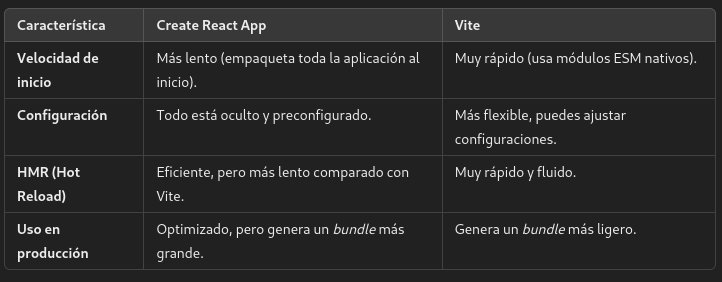 Característica
Create React App
Vite
Velocidad de
inicio
Más lento (empaqueta toda la aplicación al
inicio).
Muy rápido (usa módulos ESM nativos).
Configuración
Todo está oculto y preconfigurado.
Más flexible, puedes ajustar
configuraciones.
HMR (Hot
Reload)
Eficiente, pero más lento comparado con
Vite.
Muy rápido y fluido.
Uso en
producción
Optimizado, pero genera un bundle más
grande.
Genera un bundle más ligero.